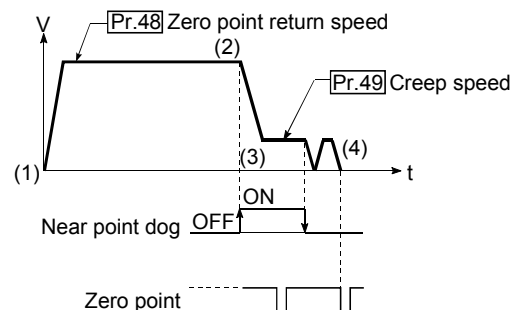 V
Pr.48 Zero point return speed
(2)
Pr.49 Creep speed
(1)
(3)
(4)
t
ON
Near point dog OFF
Zero point